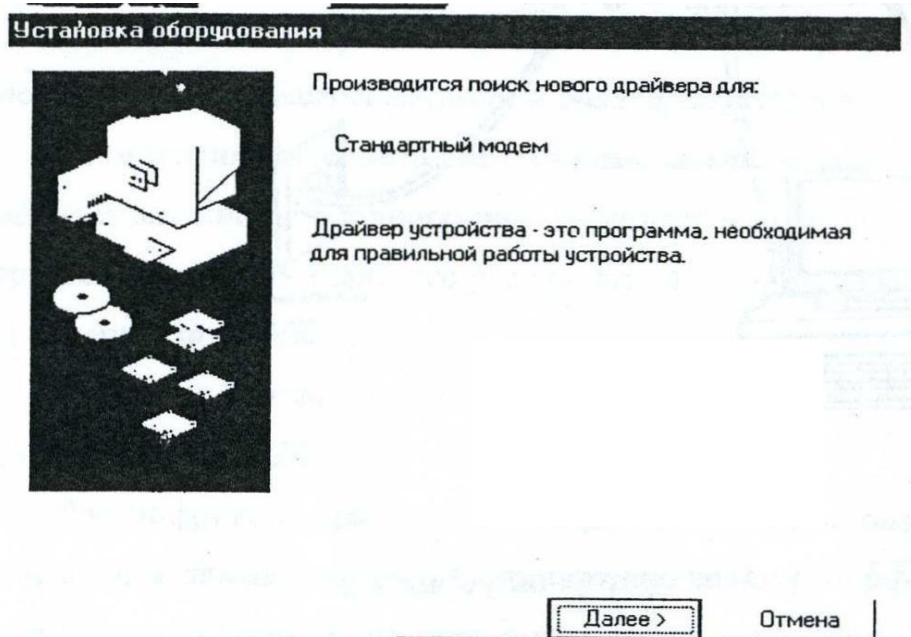 Установка оборудования
Производится поиск нового драйвера для:
Стандартный модем
Драйвер устройства - это программа, необходимая
для правильной работы устройства.
Далее >
Отмена